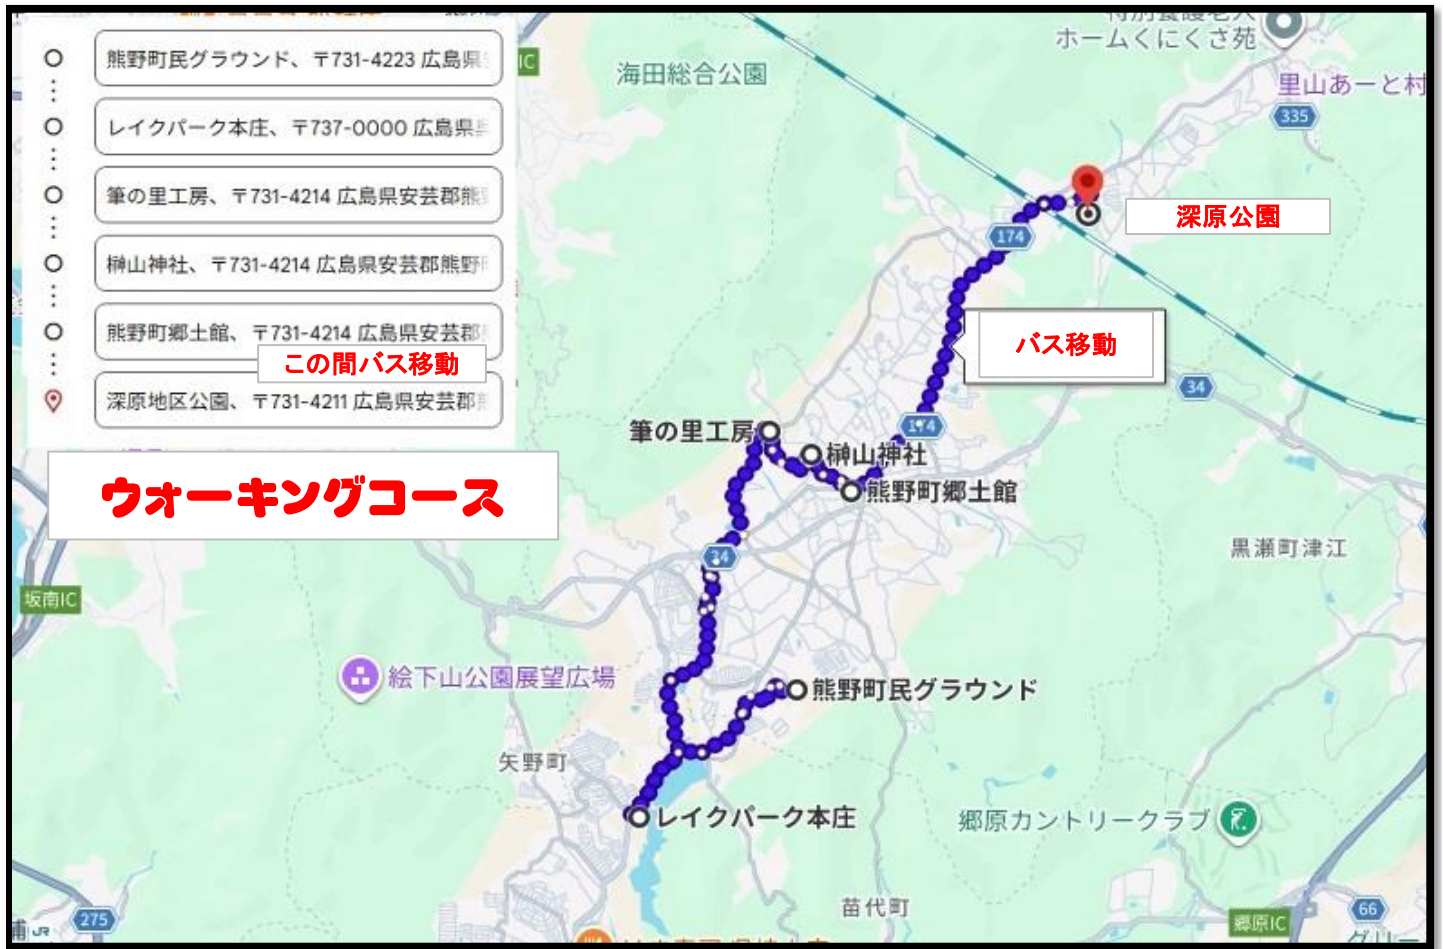 熊野町民グラウンド、〒731-4223 広島県
レイクパーク本庄、〒737-0000 広島県呉
筆の里工房、〒731-4214 広島県安芸郡熊
榊山神社、〒731-4214 広島県安芸郡熊野
熊野町郷土館、〒731-4214 広島県安芸郡
この間バス移動
深原地区公園、〒731-4211 広島県安芸郡
ウォーキングコース
IC
海田総合公園
ホームくにくさ苑
里山あーと村
335
深原公園
174
バス移動
34
174
筆の里工房
榊山神社
熊野町郷土館
34
黒瀬町津江
坂南IC
絵下山公園展望広場
熊野町民グラウンド
矢野町
レイクパーク本庄
郷原カントリークラブ
苗代町
275
JR
66
郷原IC